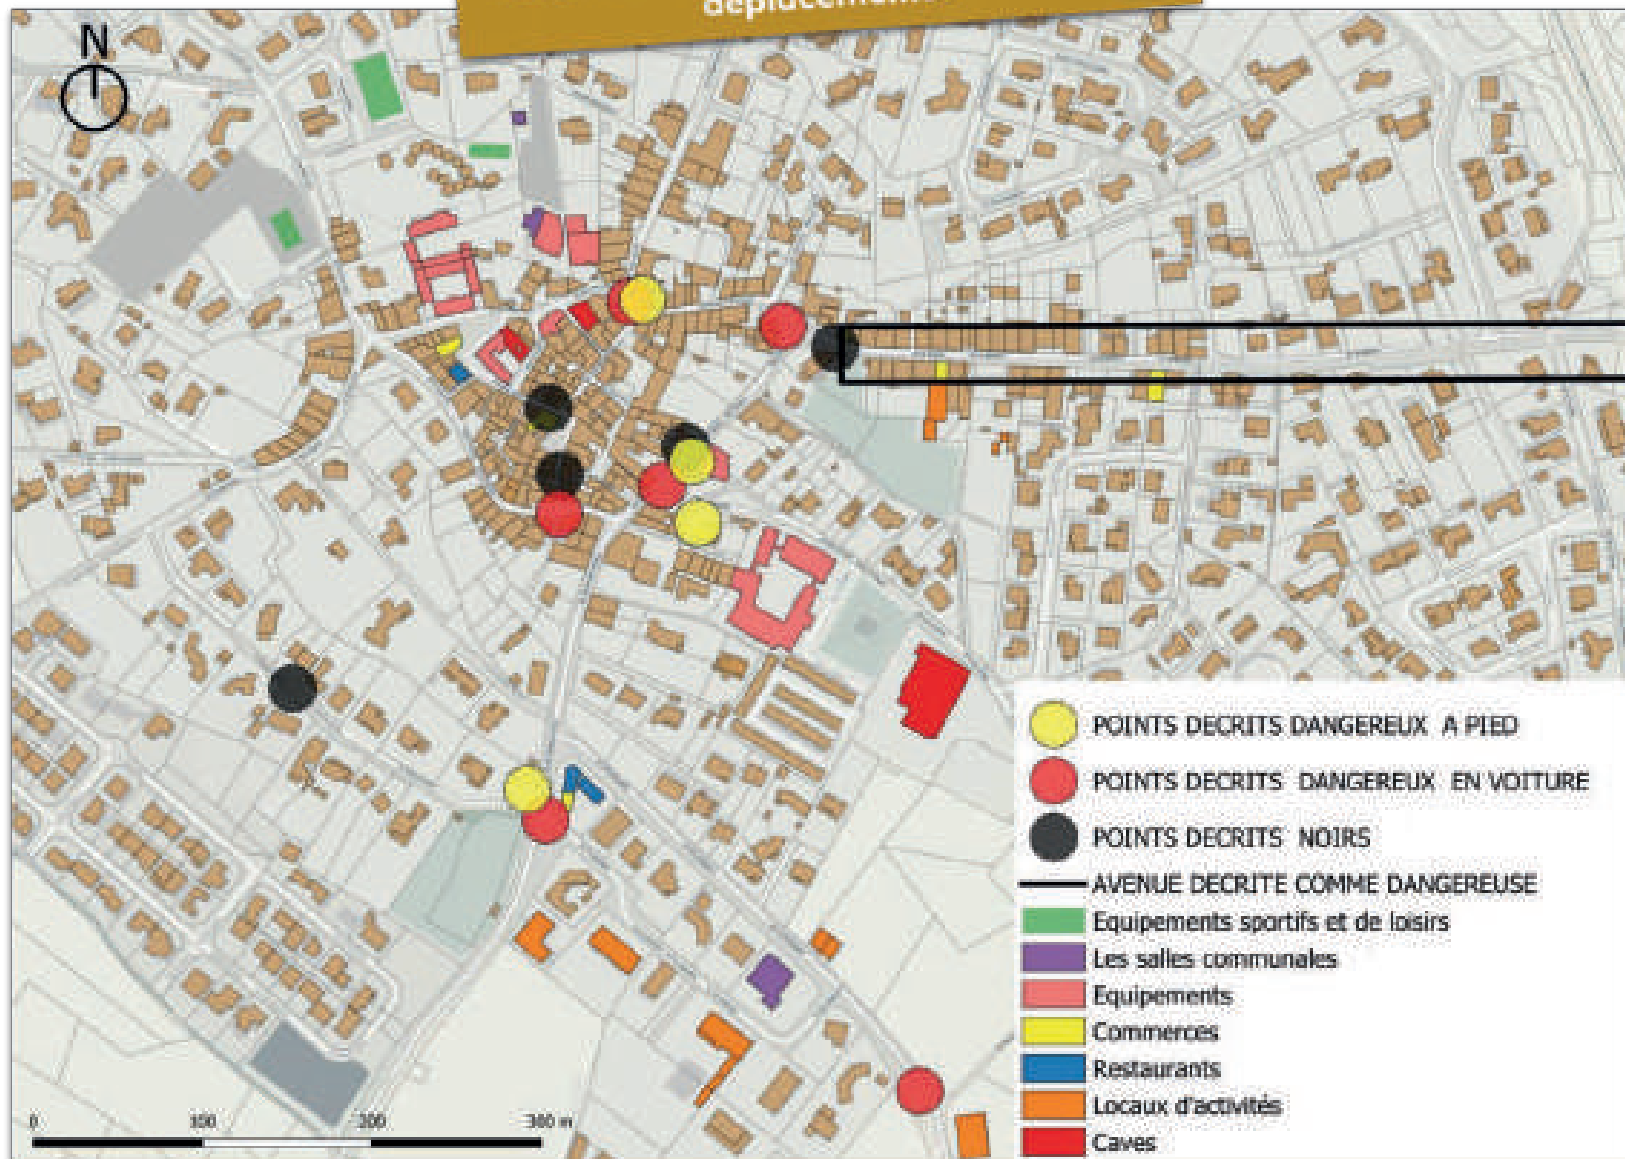 N
POINTS DECRITS DANGEREUX A PIED
POINTS DECRITS DANGEREUX EN VOITURE
POINTS DECRITS NOIRS
AVENUE DECRITE COMME DANGEREUSE
Equipements sportifs et de loisirs
Les salles communales
Equipements
Commerces
Restaurants
Locaux d'activités
Caves
0 100 200 300 m